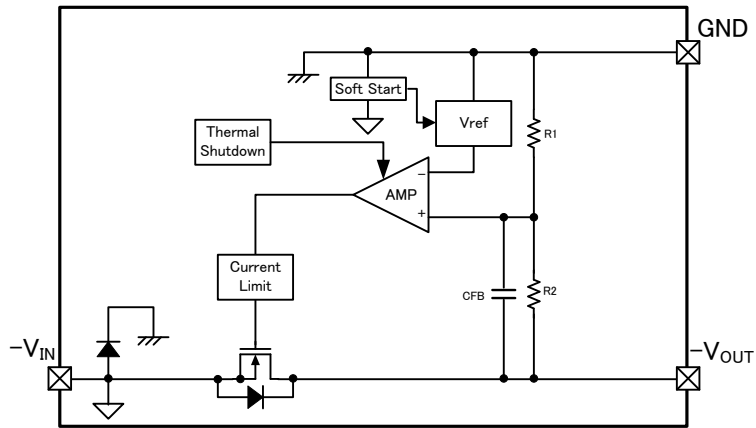 GND
Soft Start
Vref
R1
Thermal
Shutdown
−
AMP
+
Current
Limit
CFB
R2
−VIN
−VOUT